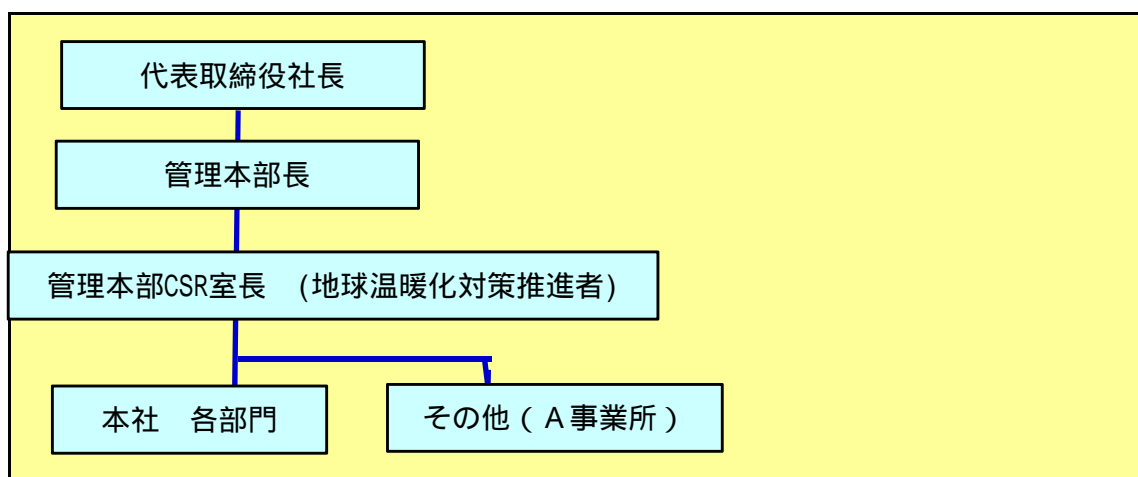 代表取締役社長
管理本部長
管理本部CSR室長　(地球温暖化対策推進者)
本社　各部門
その他（Ａ事業所）